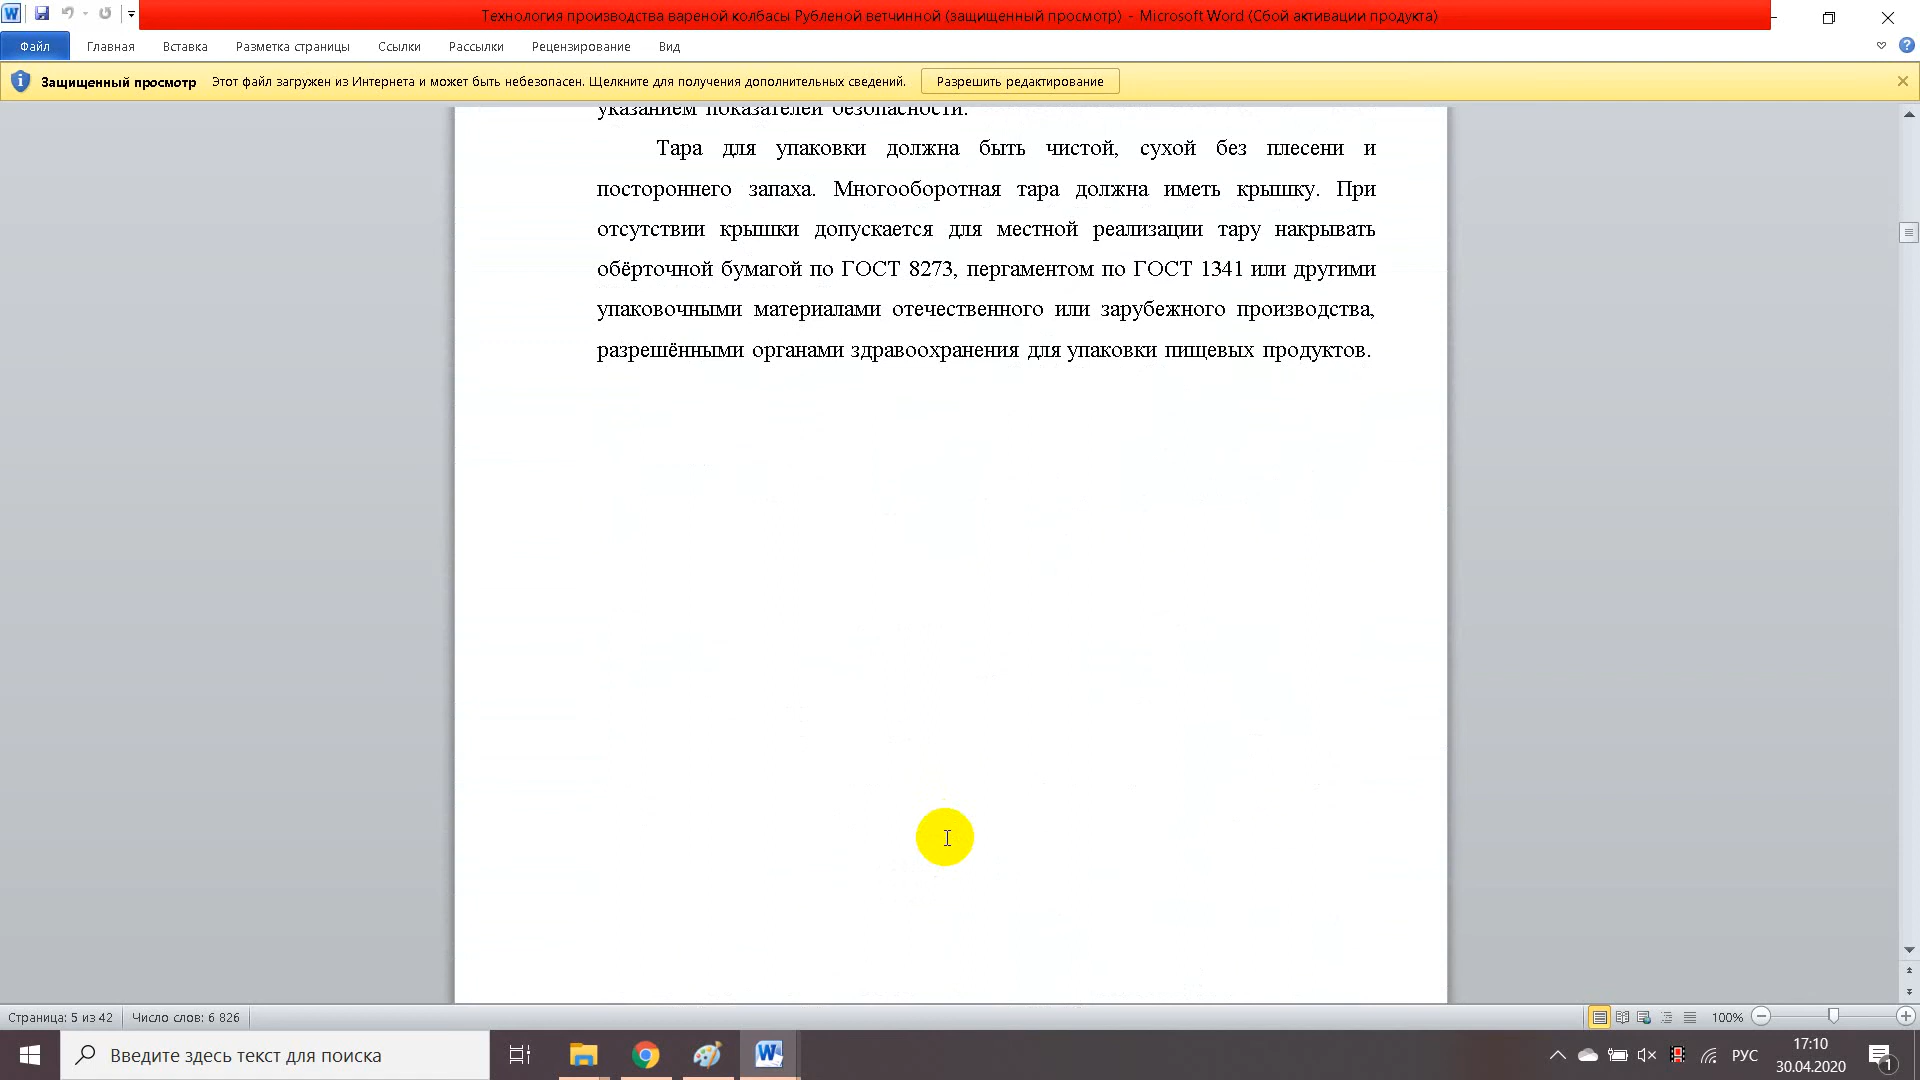 Технология производства вареной колбасы Рубленой ветчинной (защищенный просмотр) - Microsoft Word (Сбой активации продукта)
Файл Главная Вставка Разметка страницы Ссылки Рассылки Рецензирование Вид
Защищенный просмотр Этот файл загружен из Интернета и может быть небезопасен. Щелкните для получения дополнительных сведений. Разрешить редактирование
указанием показателей безопасности.
Тара для упаковки должна быть чистой, сухой без плесени и
постороннего запаха. Многооборотная тара должна иметь крышку. При
отсутствии крышки допускается для местной реализации тару накрывать
обёрточной бумагой по ГОСТ 8273, пергаментом по ГОСТ 1341 или другими
упаковочными материалами отечественного или зарубежного производства,
разрешёнными органами здравоохранения для упаковки пищевых продуктов.
Страница: 5 из 42 Число слов: 6 826 100%
Введите здесь текст для поиска
РУС
17:10
30.04.2020
1